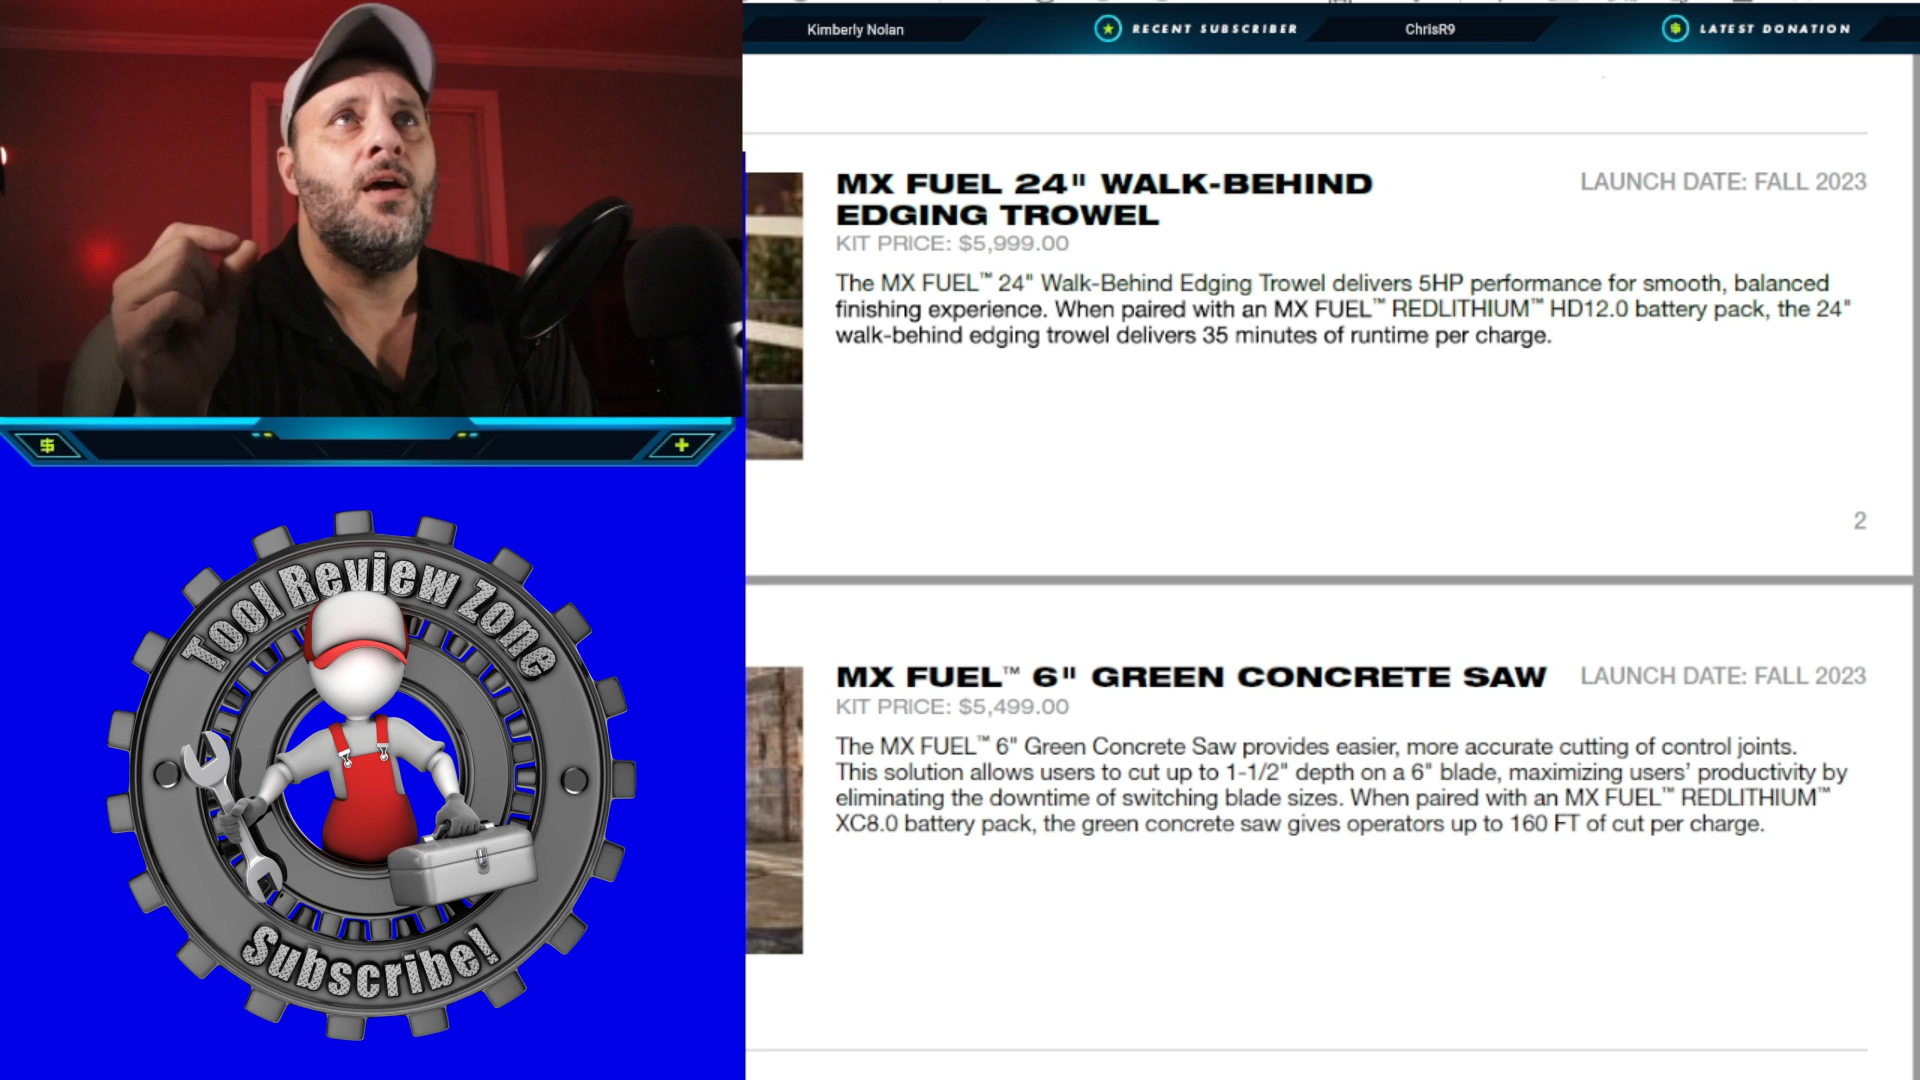 Kimberly Nolan
RECENT SUBSCRIBER
ChrisR9
LATEST DONATION
MX FUEL 24" WALK-BEHIND
EDGING TROWEL
LAUNCH DATE: FALL 2023
KIT PRICE: $5,999.00
The MX FUEL™ 24" Walk-Behind Edging Trowel delivers 5HP performance for smooth, balanced
finishing experience. When paired with an MX FUEL™ REDLITHIUM™ HD12.0 battery pack, the 24"
walk-behind edging trowel delivers 35 minutes of runtime per charge.
2
MX FUEL™ 6" GREEN CONCRETE SAW
LAUNCH DATE: FALL 2023
KIT PRICE: $5,499.00
The MX FUEL™ 6" Green Concrete Saw provides easier, more accurate cutting of control joints.
This solution allows users to cut up to 1-1/2" depth on a 6" blade, maximizing users’ productivity by
eliminating the downtime of switching blade sizes. When paired with an MX FUEL™ REDLITHIUM™
XC8.0 battery pack, the green concrete saw gives operators up to 160 FT of cut per charge.
Tool Review Zone
Subscribe!